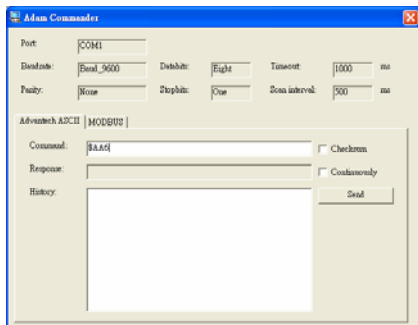 Adam Commander
Port: COM1
Baudrate: Baud_9600 Databits: Eight Timeout: 1000 ms
Parity: None Stopbits: One Scan interval: 500 ms
Advantech ASCII MODBUS
Command: $AA6 Checksum
Response: Continuously
History: Send